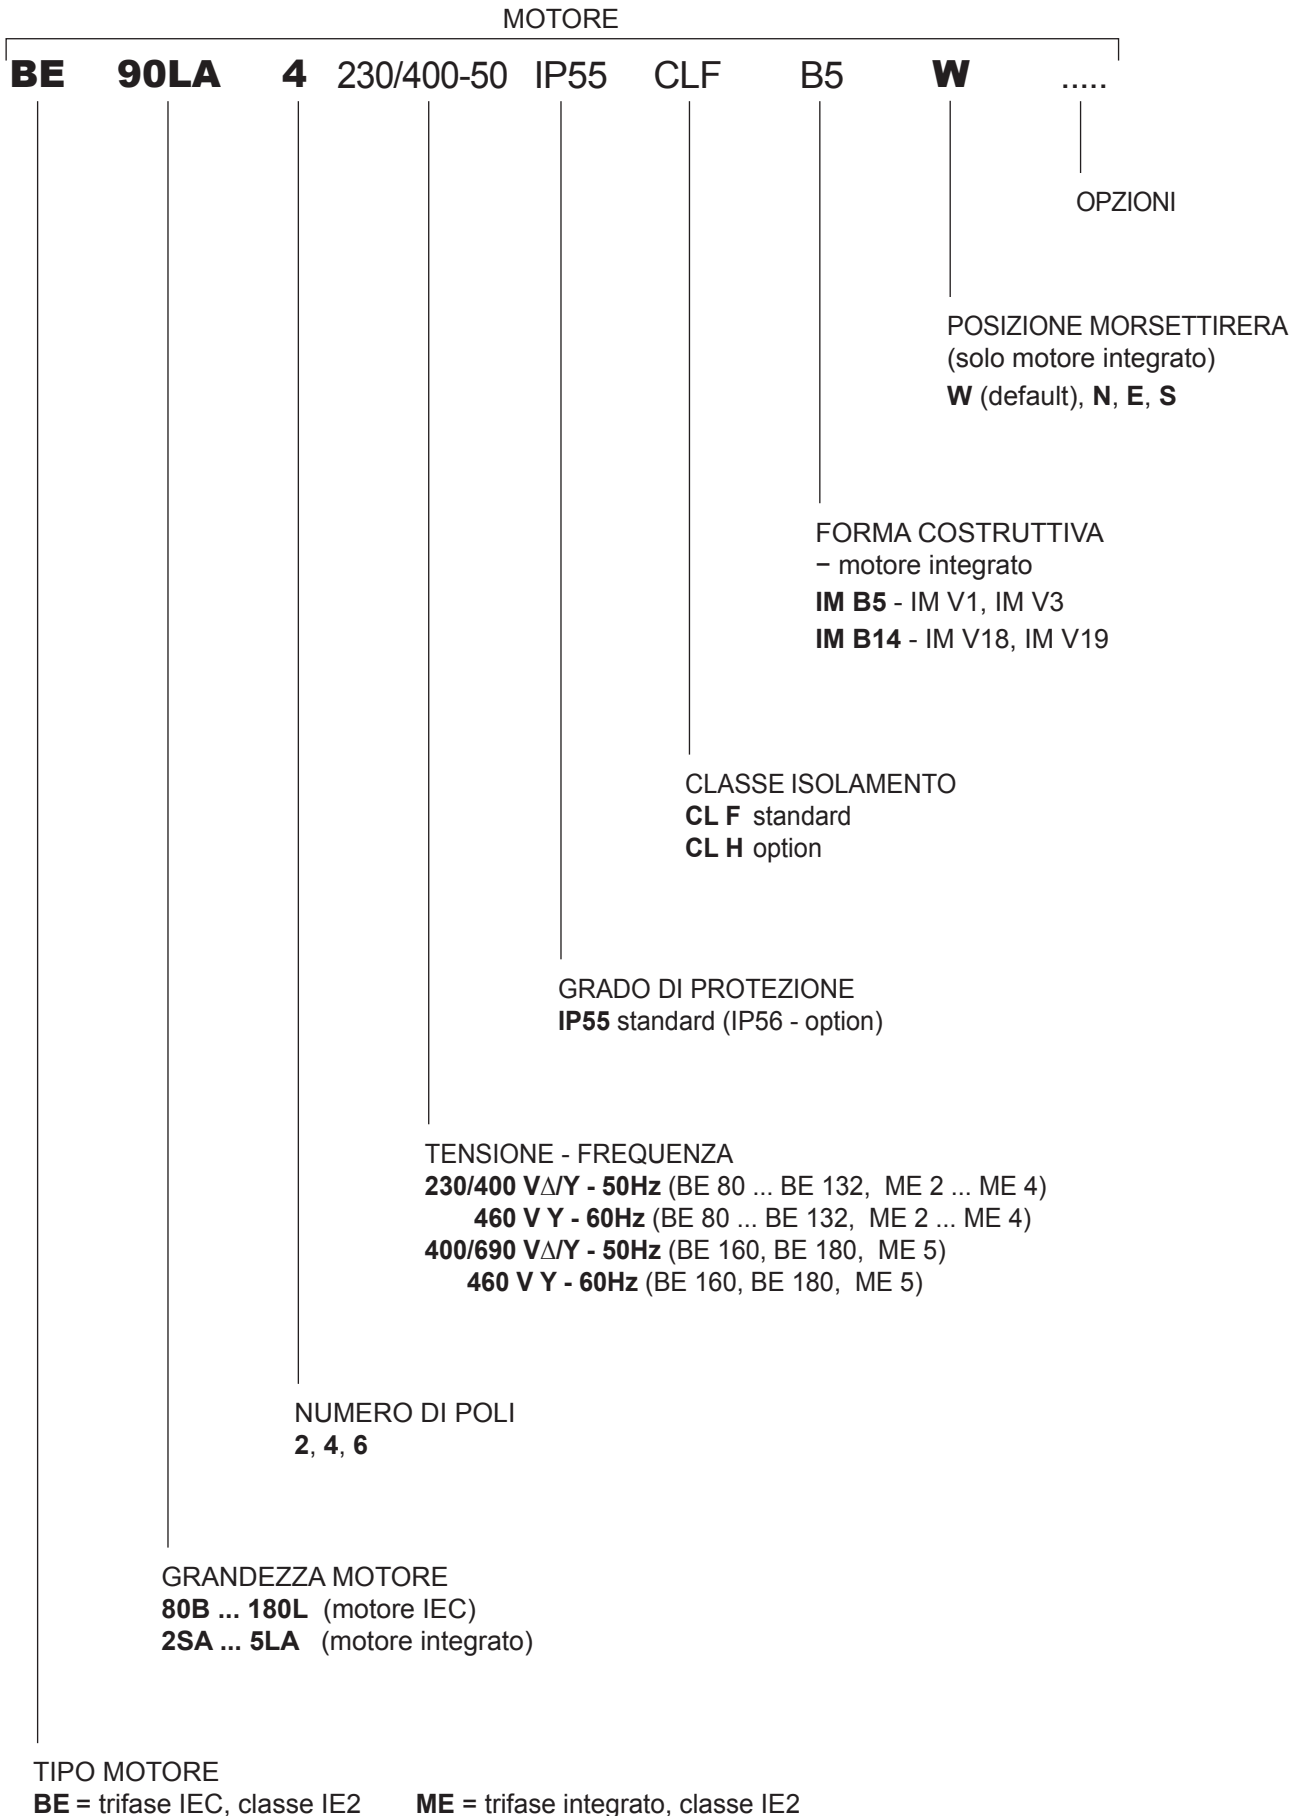 MOTORE
BE 90LA 4 230/400-50 IP55 CLF B5 W .....
OPZIONI
POSIZIONE MORSETTIRERA
(solo motore integrato)
W (default), N, E, S
FORMA COSTRUTTIVA
− motore integrato
IM B5 - IM V1, IM V3
IM B14 - IM V18, IM V19
CLASSE ISOLAMENTO
CL F standard
CL H option
GRADO DI PROTEZIONE
IP55 standard (IP56 - option)
TENSIONE - FREQUENZA
230/400 V∆/Y - 50Hz (BE 80 ... BE 132, ME 2 ... ME 4)
460 V Y - 60Hz (BE 80 ... BE 132, ME 2 ... ME 4)
400/690 V∆/Y - 50Hz (BE 160, BE 180, ME 5)
460 V Y - 60Hz (BE 160, BE 180, ME 5)
NUMERO DI POLI
2, 4, 6
GRANDEZZA MOTORE
80B ... 180L (motore IEC)
2SA ... 5LA (motore integrato)
TIPO MOTORE
BE = trifase IEC, classe IE2 ME = trifase integrato, classe IE2